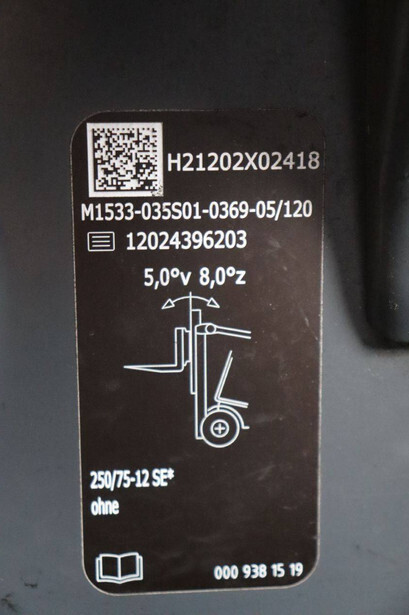 H21202X02418
M1533-035S01-0369-05/120
12024396203
5,0°v 8,0°z
250/75-12 SE*
ohne
000 938 15 19